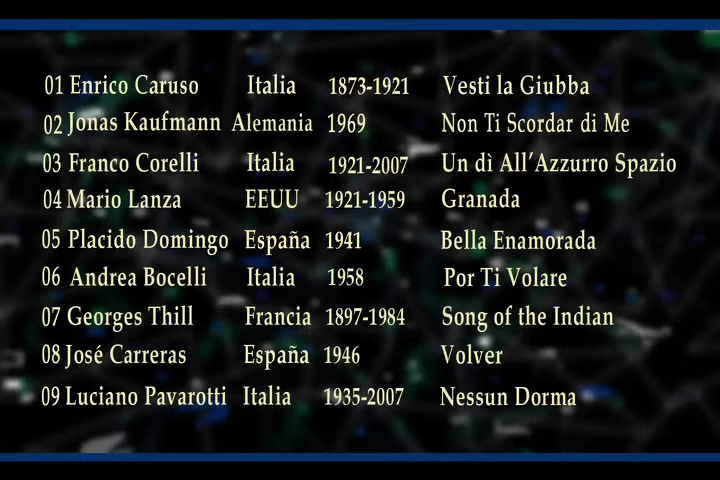 01 Enrico Caruso Italia 1873-1921 Vesti la Giubba
02 Jonas Kaufmann Alemania 1969 Non Ti Scordar di Me
03 Franco Corelli Italia 1921-2007 Un dì All'Azzurro Spazio
04 Mario Lanza EEUU 1921-1959 Granada
05 Placido Domingo España 1941 Bella Enamorada
06 Andrea Bocelli Italia 1958 Por Ti Volare
07 Georges Thill Francia 1897-1984 Song of the Indian
08 José Carreras España 1946 Volver
09 Luciano Pavarotti Italia 1935-2007 Nessun Dorma